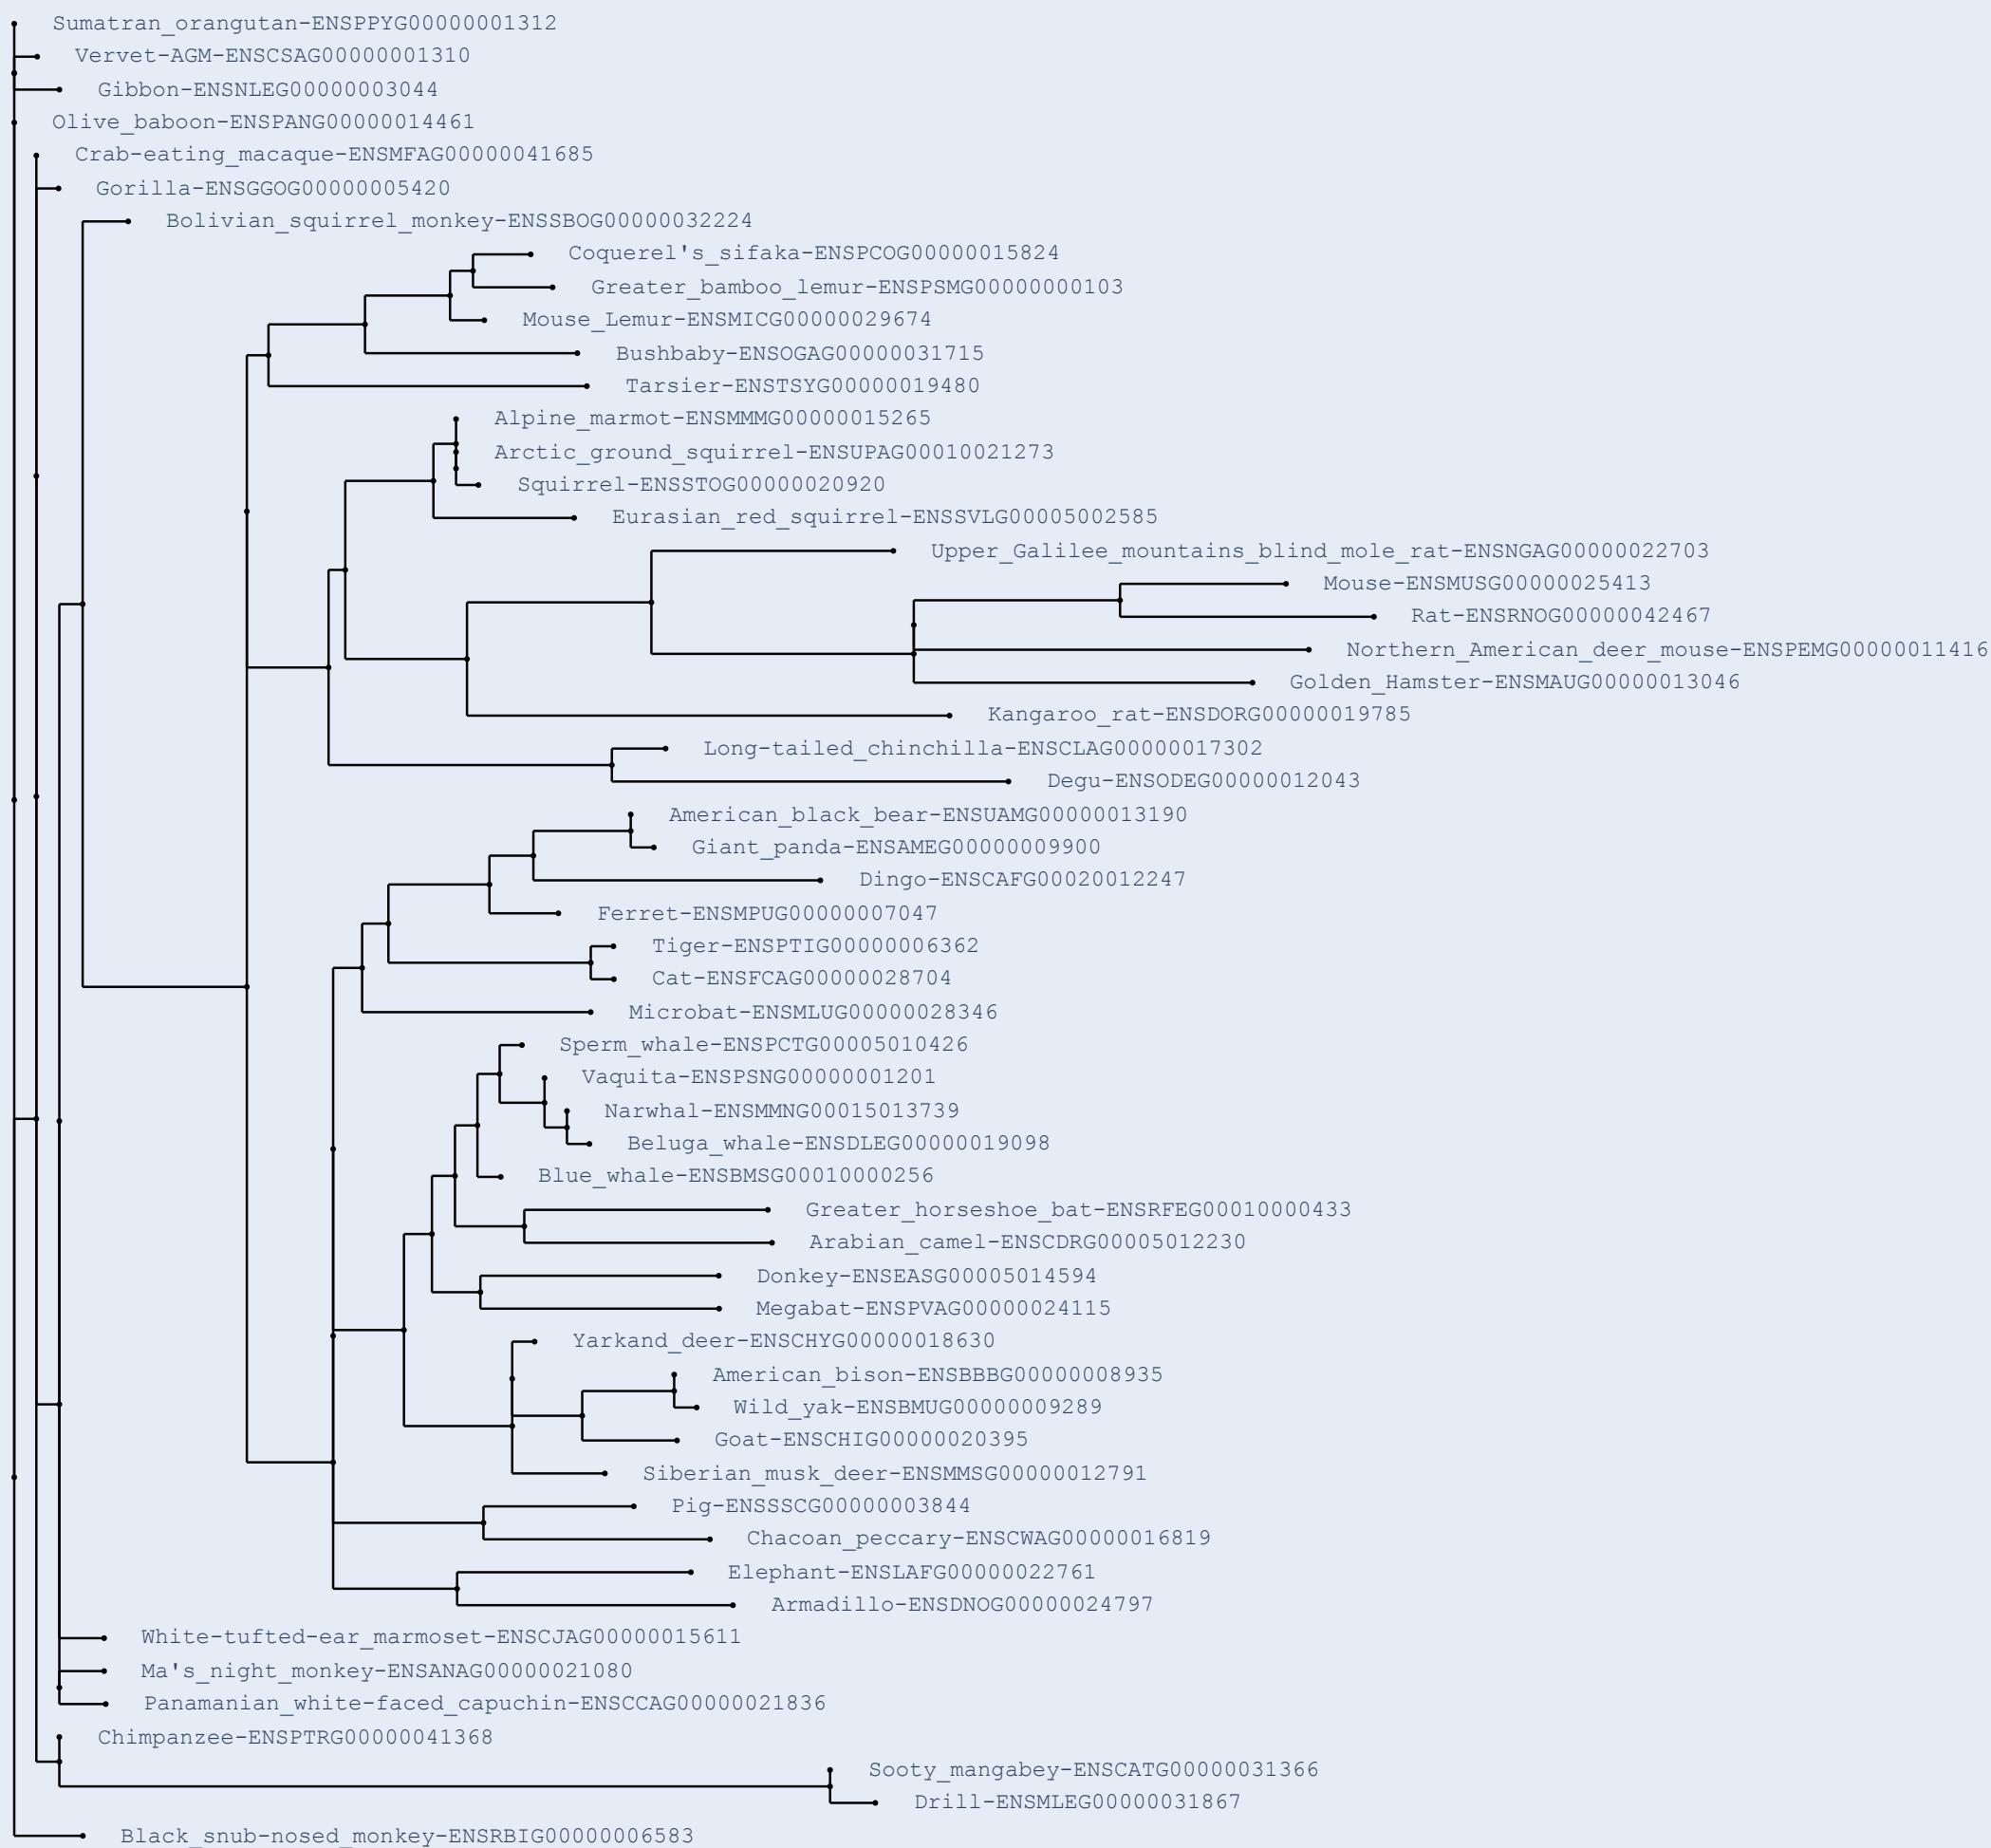 Sumatran_orangutan-ENSPPYG00000001312
Vervet-AGM-ENSCSAG00000001310
Gibbon-ENSNLEG00000003044
Olive_baboon-ENSPANG00000014461
Crab-eating_macaque-ENSMFAG00000041685
Gorilla-ENSGGOG00000005420
Bolivian_squirrel_monkey-ENSSBOG00000032224
Coquerel's_sifaka-ENSPCOG00000015824
Greater_bamboo_lemur-ENSPSMG00000000103
Mouse_Lemur-ENSMICG00000029674
Bushbaby-ENSOGAG00000031715
Tarsier-ENSTSYG00000019480
Alpine_marmot-ENSMMMG00000015265
Arctic_ground_squirrel-ENSUPAG00010021273
Squirrel-ENSSTOG00000020920
Eurasian_red_squirrel-ENSSVLG00005002585
Upper_Galilee_mountains_blind_mole_rat-ENSNGAG00000022703
Mouse-ENSMUSG00000025413
Rat-ENSRNOG00000042467
Northern_American_deer_mouse-ENSPEMG00000011416
Golden_Hamster-ENSMAUG00000013046
Kangaroo_rat-ENSDORG00000019785
Long-tailed_chinchilla-ENSCLAG00000017302
Degu-ENSODEG00000012043
American_black_bear-ENSUAMG00000013190
Giant_panda-ENSAMEG00000009900
Dingo-ENSCAFG00020012247
Ferret-ENSMPUG00000007047
Tiger-ENSPTIG00000006362
Cat-ENSFCAG00000028704
Microbat-ENSMLUG00000028346
Sperm_whale-ENSPCTG00005010426
Vaquita-ENSPSNG00000001201
Narwhal-ENSMMNG00015013739
Beluga_whale-ENSDLEG00000019098
Blue_whale-ENSBMSG00010000256
Greater_horseshoe_bat-ENSRFEG00010000433
Arabian_camel-ENSCDRG00005012230
Donkey-ENSEASG00005014594
Megabat-ENSPVAG00000024115
Yarkand_deer-ENSCHYG00000018630
American_bison-ENSBBBG00000008935
Wild_yak-ENSBMUG00000009289
Goat-ENSCHIG00000020395
Siberian_musk_deer-ENSMMSG00000012791
Pig-ENSSSCG00000003844
Chacoan_peccary-ENSCWAG00000016819
Elephant-ENSLAFG00000022761
Armadillo-ENSDNOG00000024797
White-tufted-ear_marmoset-ENSCJAG00000015611
Ma's_night_monkey-ENSANAG00000021080
Panamanian_white-faced_capuchin-ENSCCAG00000021836
Chimpanzee-ENSPTRG00000041368
Sooty_mangabey-ENSCATG00000031366
Drill-ENSMLEG00000031867
Black_snub-nosed_monkey-ENSRBIG00000006583